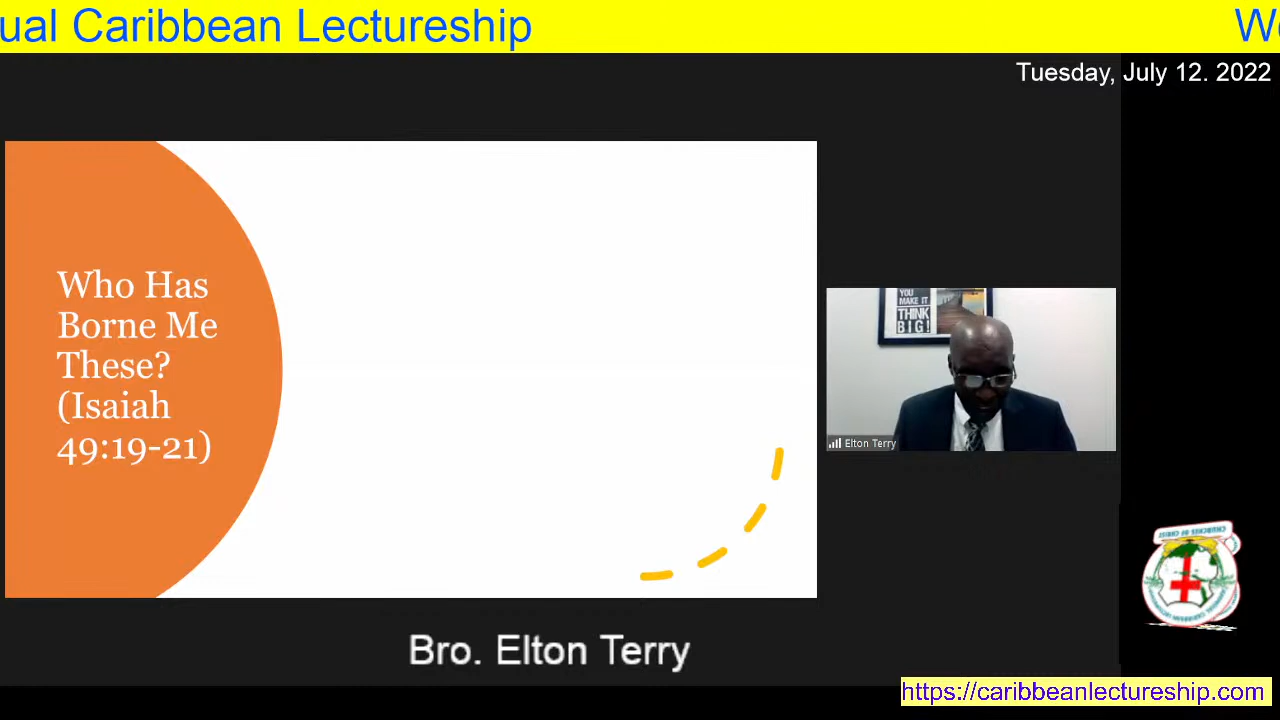 ual Caribbean Lectureship W
Tuesday, July 12. 2022
Who Has
Borne Me
These?
(Isaiah
49:19-21)
YOU
MAKE IT
THINK
BIG!
Elton Terry
Bro. Elton Terry
https://caribbeanlectureship.com